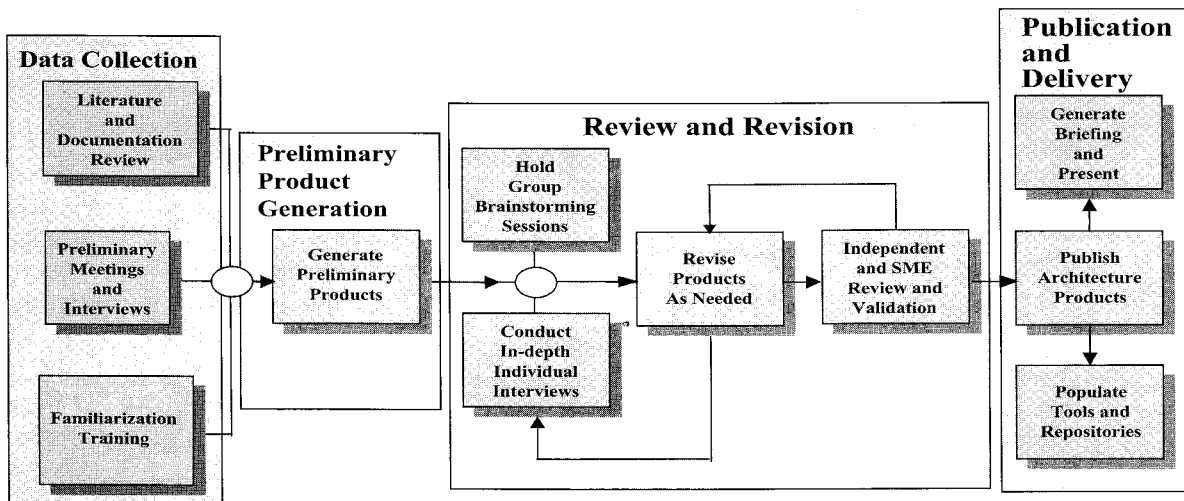 Data Collection
Literature
and
Documentation
Review
Preliminary
Meetings
and
Interviews
Familiarization
Training
Preliminary
Product
Generation
Generate
Preliminary
Products
Review and Revision
Hold
Group
Brainstorming
Sessions
Conduct
In-depth
Individual
Interviews
Revise
Products
As Needed
Independent
and SME
Review and
Validation
Publication
and
Delivery
Generate
Briefing
and
Present
Publish
Architecture
Products
Populate
Tools and
Repositories